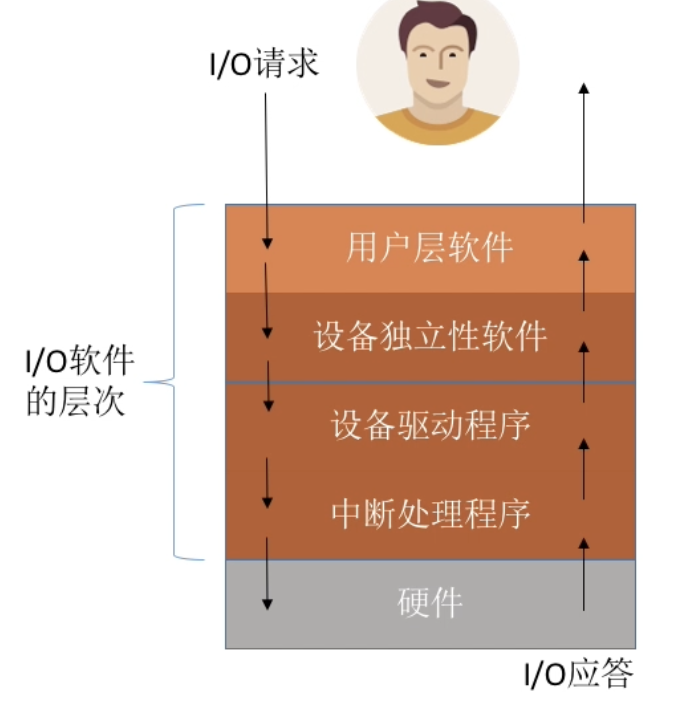 I/O请求
用户层软件
设备独立性软件
I/O软件
的层次
设备驱动程序
中断处理程序
硬件
I/O应答